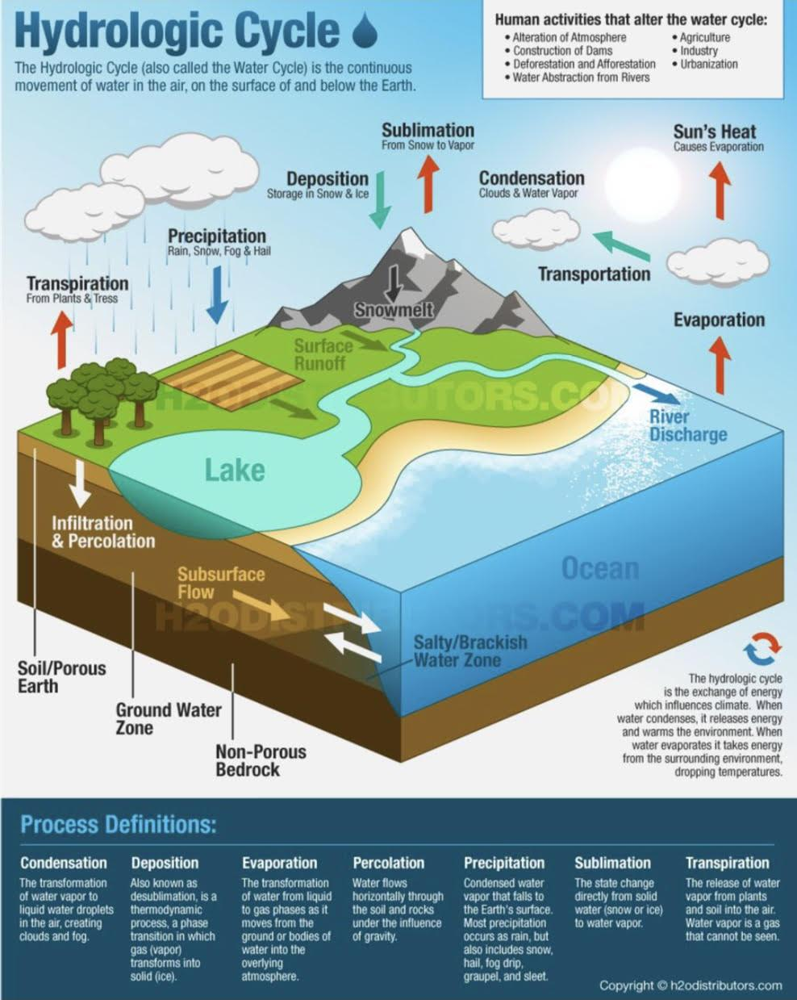 Hydrologic Cycle
The Hydrologic Cycle (also called the Water Cycle) is the continuous
movement of water in the air, on the surface of and below the Earth.
Human activities that alter the water cycle:
• Alteration of Atmosphere
• Construction of Dams
• Deforestation and Afforestation
• Water Abstraction from Rivers
• Agriculture
• Industry
• Urbanization
Sublimation
From Snow to Vapor
Sun's Heat
Causes Evaporation
Deposition
Storage in Snow & Ice
Condensation
Clouds & Water Vapor
Precipitation
Rain, Snow, Fog & Hail
Transportation
Transpiration
From Plants & Tress
Snowmelt
Evaporation
Surface
Runoff
H2ODISTRIBUTORS.COM
River
Discharge
Lake
Infiltration
& Percolation
Ocean
Subsurface
Flow
H2ODISTRIBUTORS.COM
Salty/Brackish
Water Zone
Soil/Porous
Earth
Ground Water
Zone
Non-Porous
Bedrock
The hydrologic cycle
is the exchange of energy
which influences climate. When
water condenses, it releases energy
and warms the environment. When
water evaporates it takes energy
from the surrounding environment,
dropping temperatures.
Process Definitions:
Condensation
The transformation
of water vapor to
liquid water droplets
in the air, creating
clouds and fog.
Deposition
Also known as
desublimation, is a
thermodynamic
process, a phase
transition in which
gas (vapor)
transforms into
solid (ice).
Evaporation
The transformation
of water from liquid
to gas phases as it
moves from the
ground or bodies of
water into the
overlying
atmosphere.
Percolation
Water flows
horizontally through
the soil and rocks
under the influence
of gravity.
Precipitation
Condensed water
vapor that falls to
the Earth's surface.
Most precipitation
occurs as rain, but
also includes snow,
hail, fog drip,
graupel, and sleet.
Sublimation
The state change
directly from solid
water (snow or ice)
to water vapor.
Transpiration
The release of water
vapor from plants
and soil into the air.
Water vapor is a gas
that cannot be seen.
Copyright © h2odistributors.com